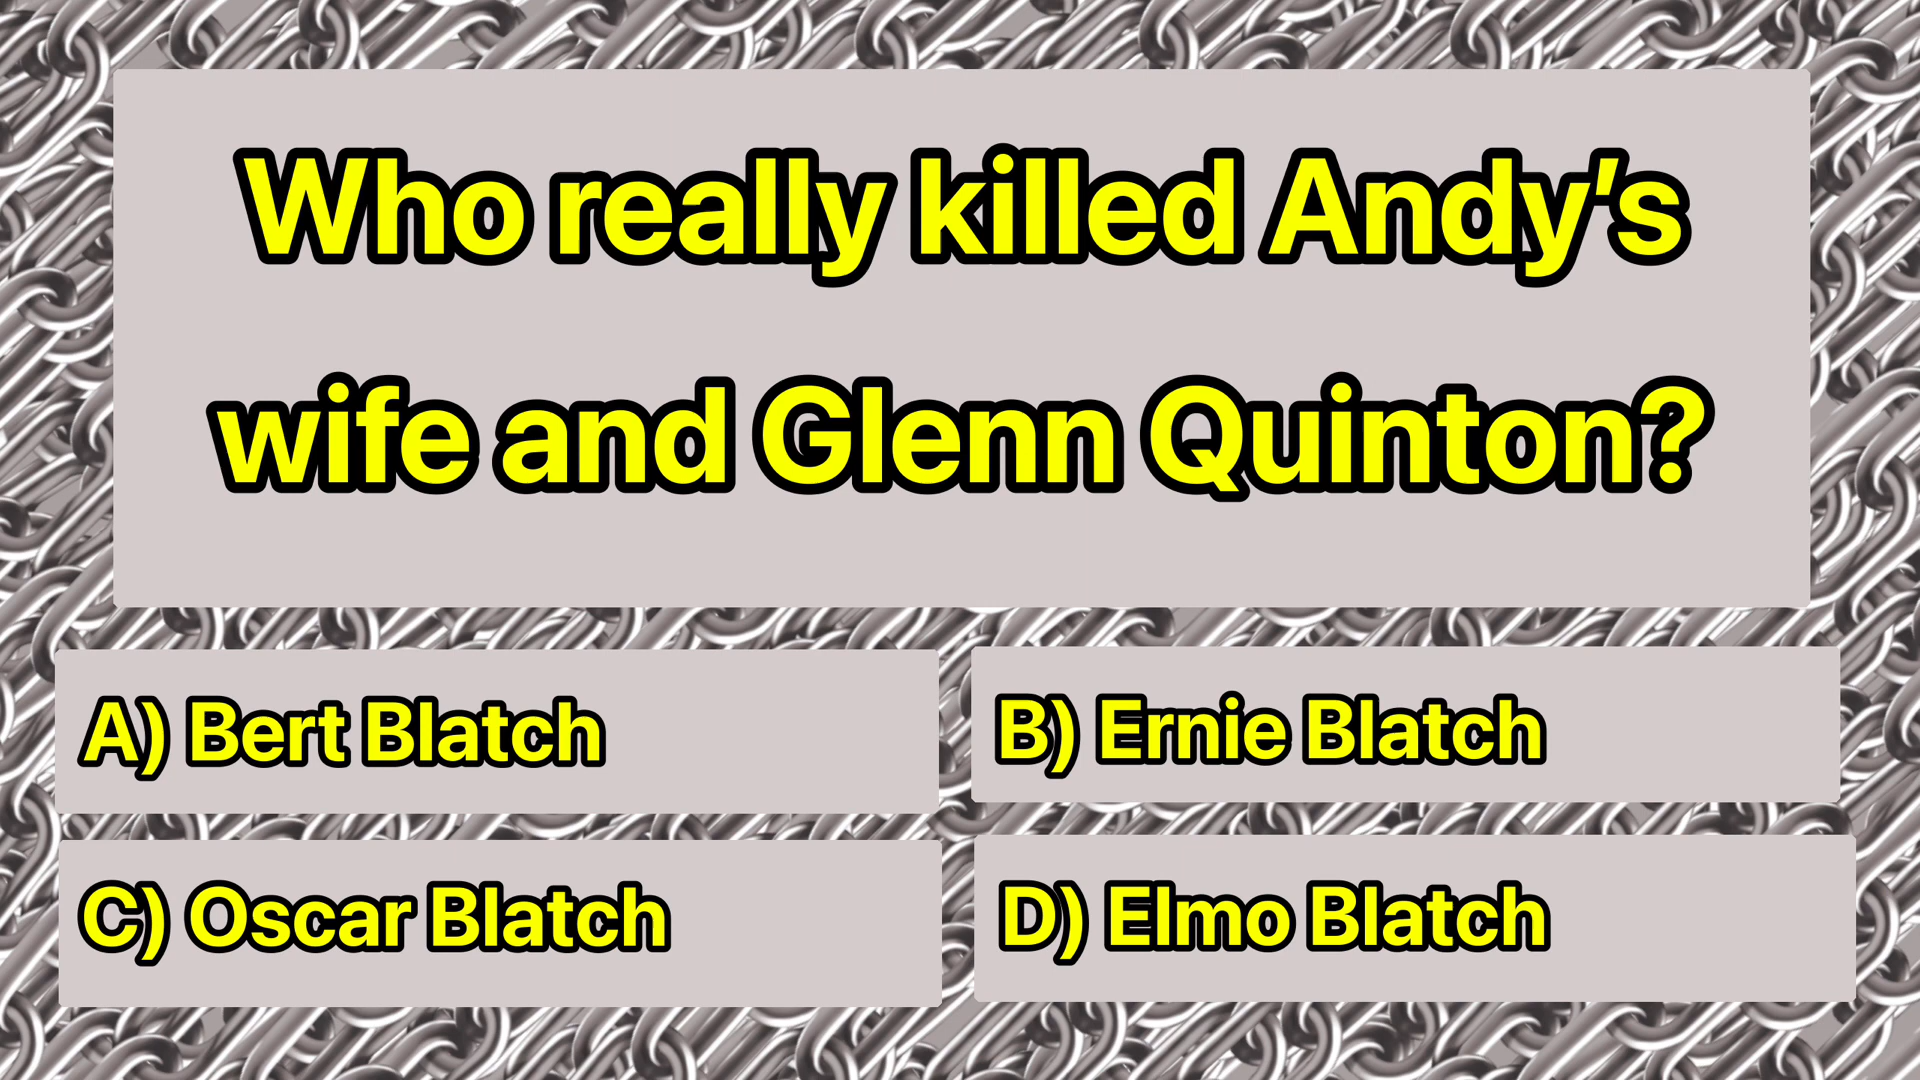 Who really killed Andy’s
wife and Glenn Quinton?
A) Bert Blatch
B) Ernie Blatch
C) Oscar Blatch
D) Elmo Blatch